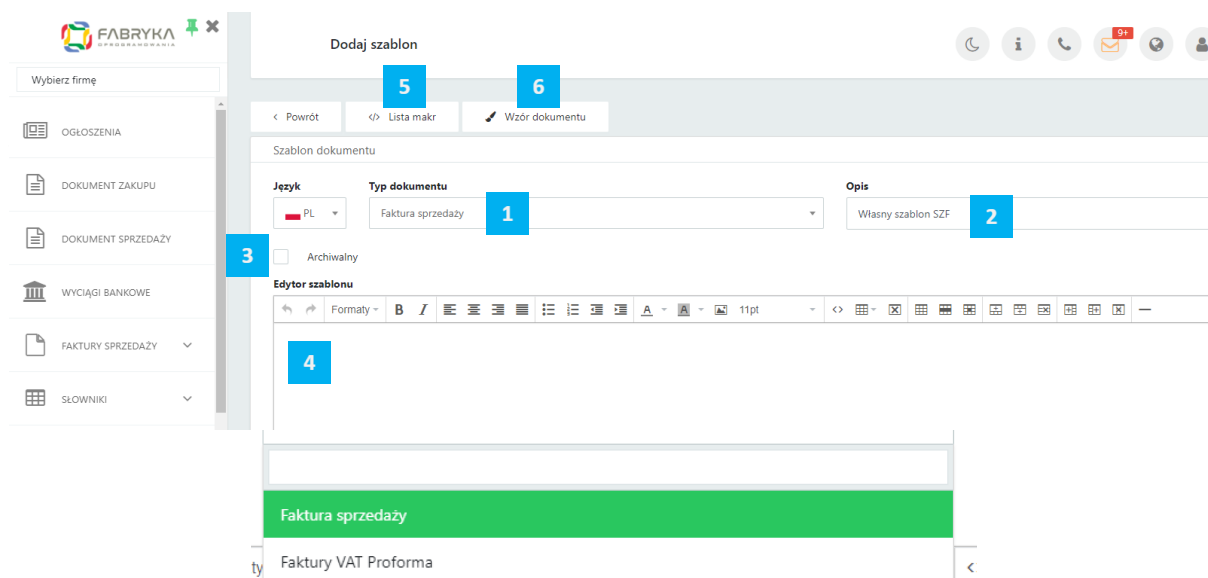 FABRYKA
OPROGRAMOWANIA
Wybierz firmę
OGŁOSZENIA
DOKUMENT ZAKUPU
DOKUMENT SPRZEDAŻY
WYCIĄGI BANKOWE
FAKTURY SPRZEDAŻY
SŁOWNIKI
Dodaj szablon
9+
5
6
Powrót
Lista makr
Wzór dokumentu
Szablon dokumentu
Język
Typ dokumentu
Opis
PL
Faktura sprzedaży
1
Własny szablon SZF
2
3
Archiwalny
Edytor szablonu
Formaty
B I
A
A
11pt
4
Faktura sprzedaży
ty
Faktury VAT Proforma